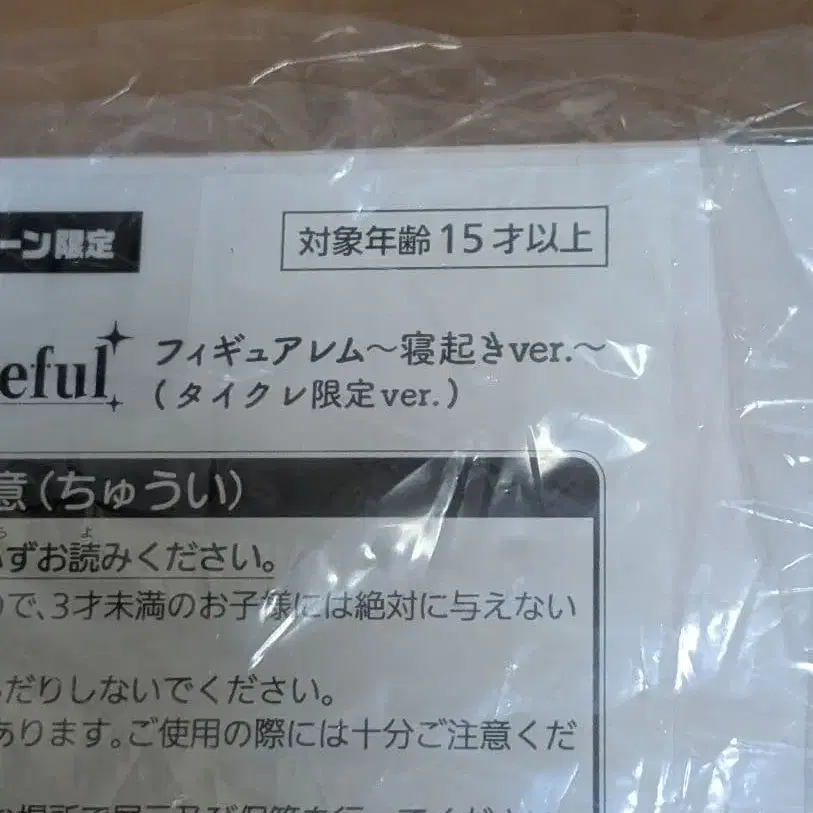 ーン限定
対象年齢 15 才以上
eful
フィギュアレム～寝起きver.～
(タイクレ限定ver.)
意(ちゅうい)
ずお読みください。
よ
)で、3才未満のお子様には絶対に与えない
だりしないでください。
あります。ご使用の際には十分ご注意くだ